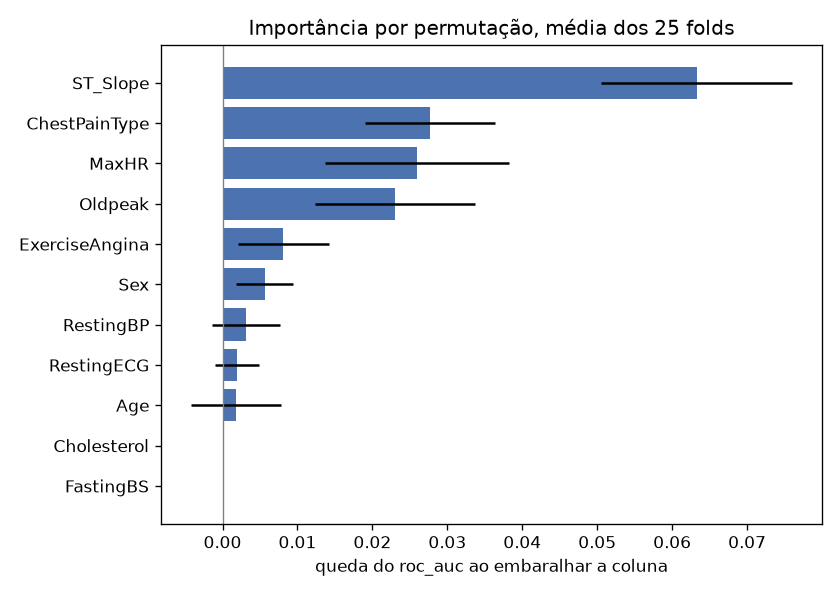 Importância por permutação, média dos 25 folds
ST_Slope
ChestPainType
MaxHR
Oldpeak
ExerciseAngina
Sex
RestingBP
RestingECG
Age
Cholesterol
FastingBS
0.00 0.01 0.02 0.03 0.04 0.05 0.06 0.07
queda do roc_auc ao embaralhar a coluna